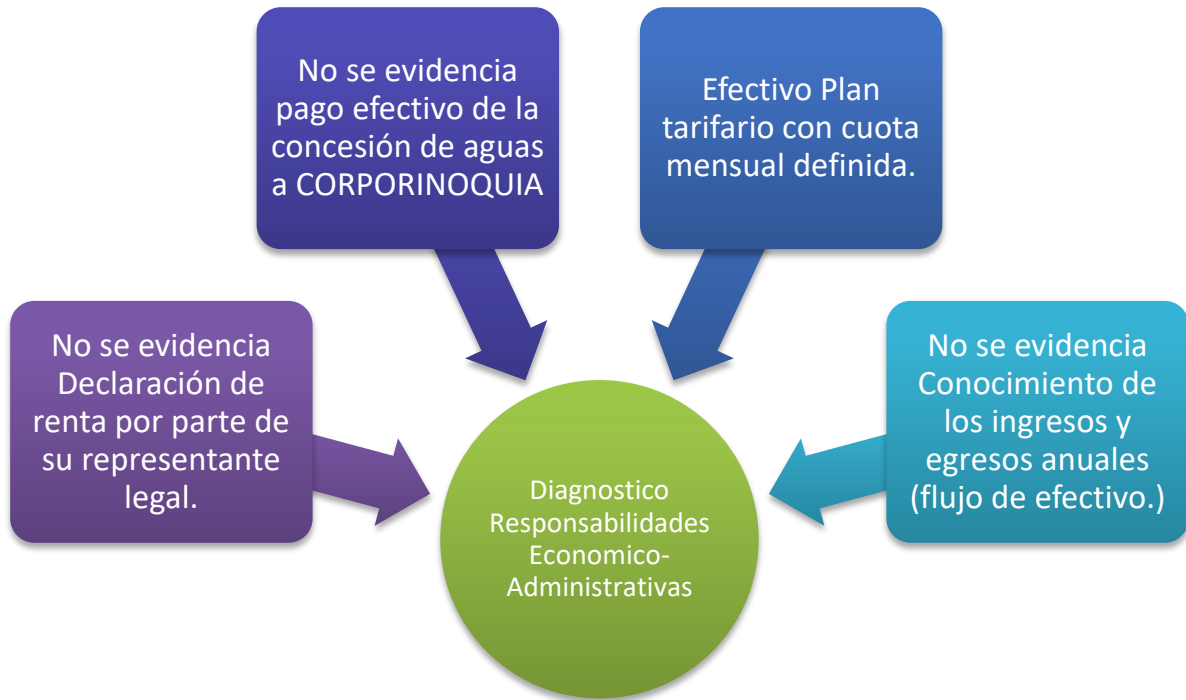 No se evidencia
pago efectivo de la
concesión de aguas
a CORPORINOQUIA
Efectivo Plan
tarifario con cuota
mensual definida.
No se evidencia
Declaración de
renta por parte de
su representante
legal.
No se evidencia
Conocimiento de
los ingresos y
egresos anuales
(flujo de efectivo.)
Diagnostico
Responsabilidades
Economico-
Administrativas